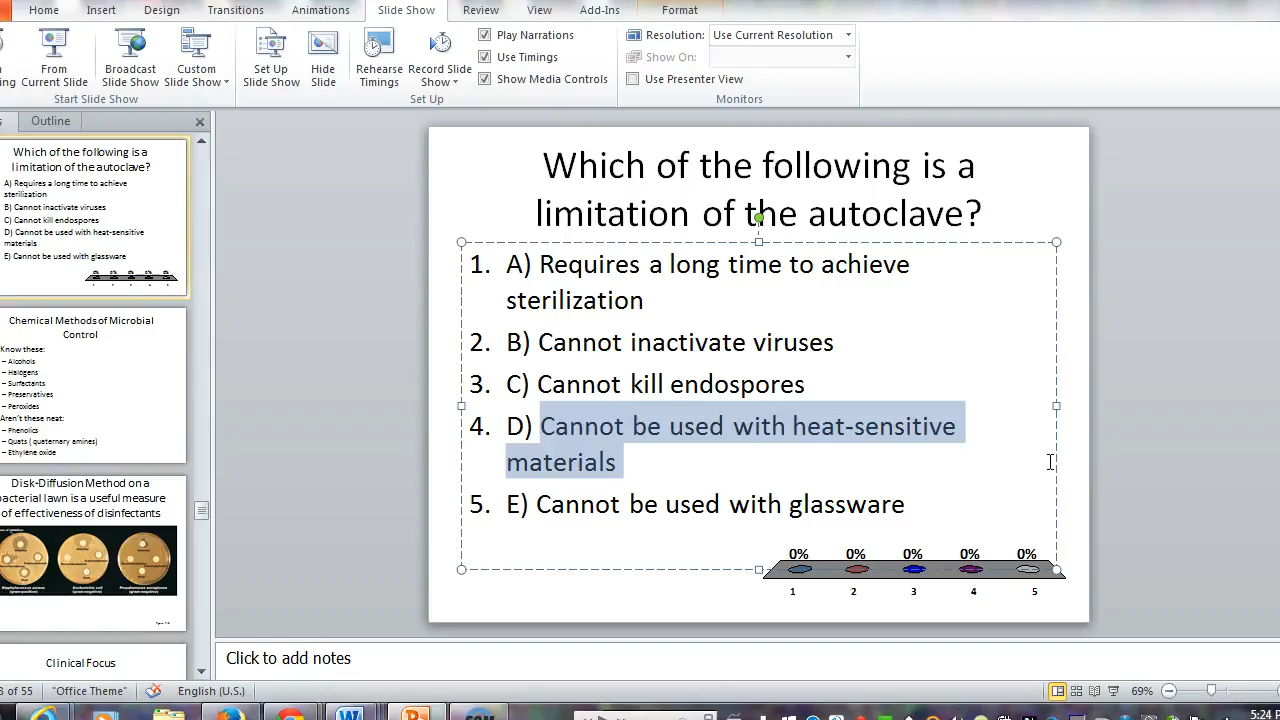 Home Insert Design Transitions Animations Slide Show Review View Add-Ins Format
From Current Slide
Broadcast Slide Show
Custom Slide Show
Start Slide Show
Set Up Slide Show
Hide Slide
Rehearse Timings
Record Slide Show
Play Narrations
Use Timings
Show Media Controls
Set Up
Resolution: Use Current Resolution
Show On:
Use Presenter View
Monitors
Outline
Which of the following is a
limitation of the autoclave?
A) Requires a long time to achieve
sterilization
B) Cannot inactivate viruses
C) Cannot kill endospores
D) Cannot be used with heat-sensitive
materials
E) Cannot be used with glassware
Chemical Methods of Microbial
Control
Know these:
– Alcohols
– Halogens
– Surfactants
– Preservatives
– Peroxides
Aren't these neat:
– Phenolics
– Quats ( quaternary amines)
– Ethylene oxide
Disk-Diffusion Method on a
bacterial lawn is a useful measure
of effectiveness of disinfectants
Clinical Focus
Which of the following is a
limitation of the autoclave?
1. A) Requires a long time to achieve
sterilization
2. B) Cannot inactivate viruses
3. C) Cannot kill endospores
4. D) Cannot be used with heat-sensitive
materials
5. E) Cannot be used with glassware
0% 0% 0% 0% 0%
1 2 3 4 5
Click to add notes
of 55 "Office Theme" English (U.S.) 69%
5:24